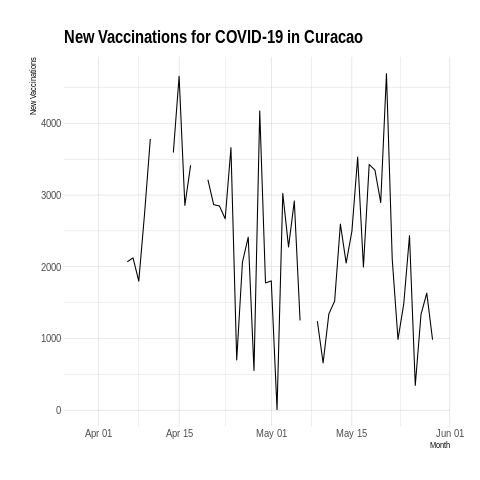 New Vaccinations for COVID-19 in Curacao
New Vaccinations
4000
3000
2000
1000
0
Apr 01 Apr 15 May 01 May 15 Jun 01
Month